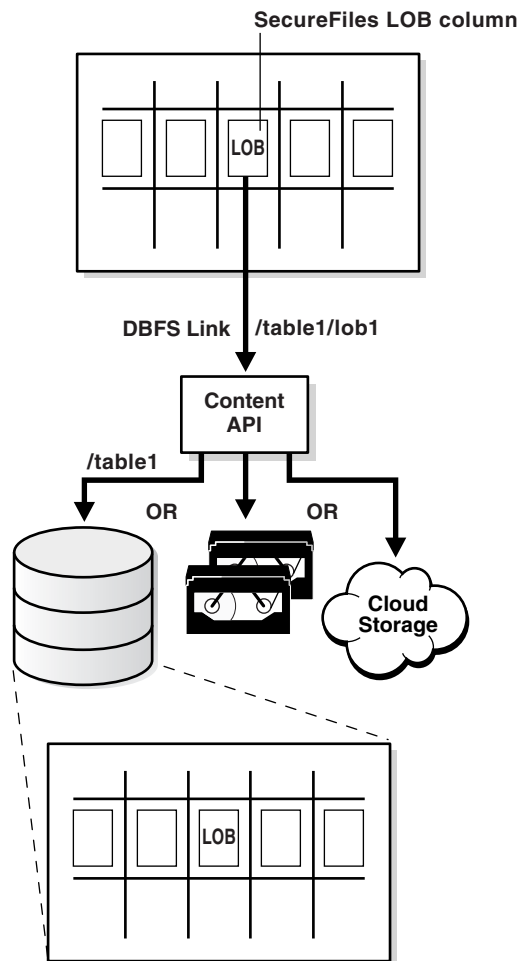 SecureFiles LOB column
LOB
DBFS Link /table1/lob1
Content
API
/table1
OR
OR
Cloud
Storage
LOB